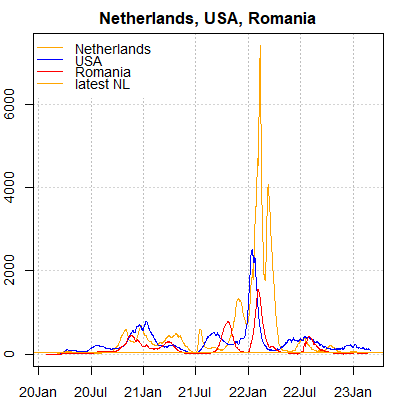 Netherlands, USA, Romania
Netherlands
USA
Romania
latest NL
6000
4000
2000
0
20Jan 20Jul 21Jan 21Jul 22Jan 22Jul 23Jan